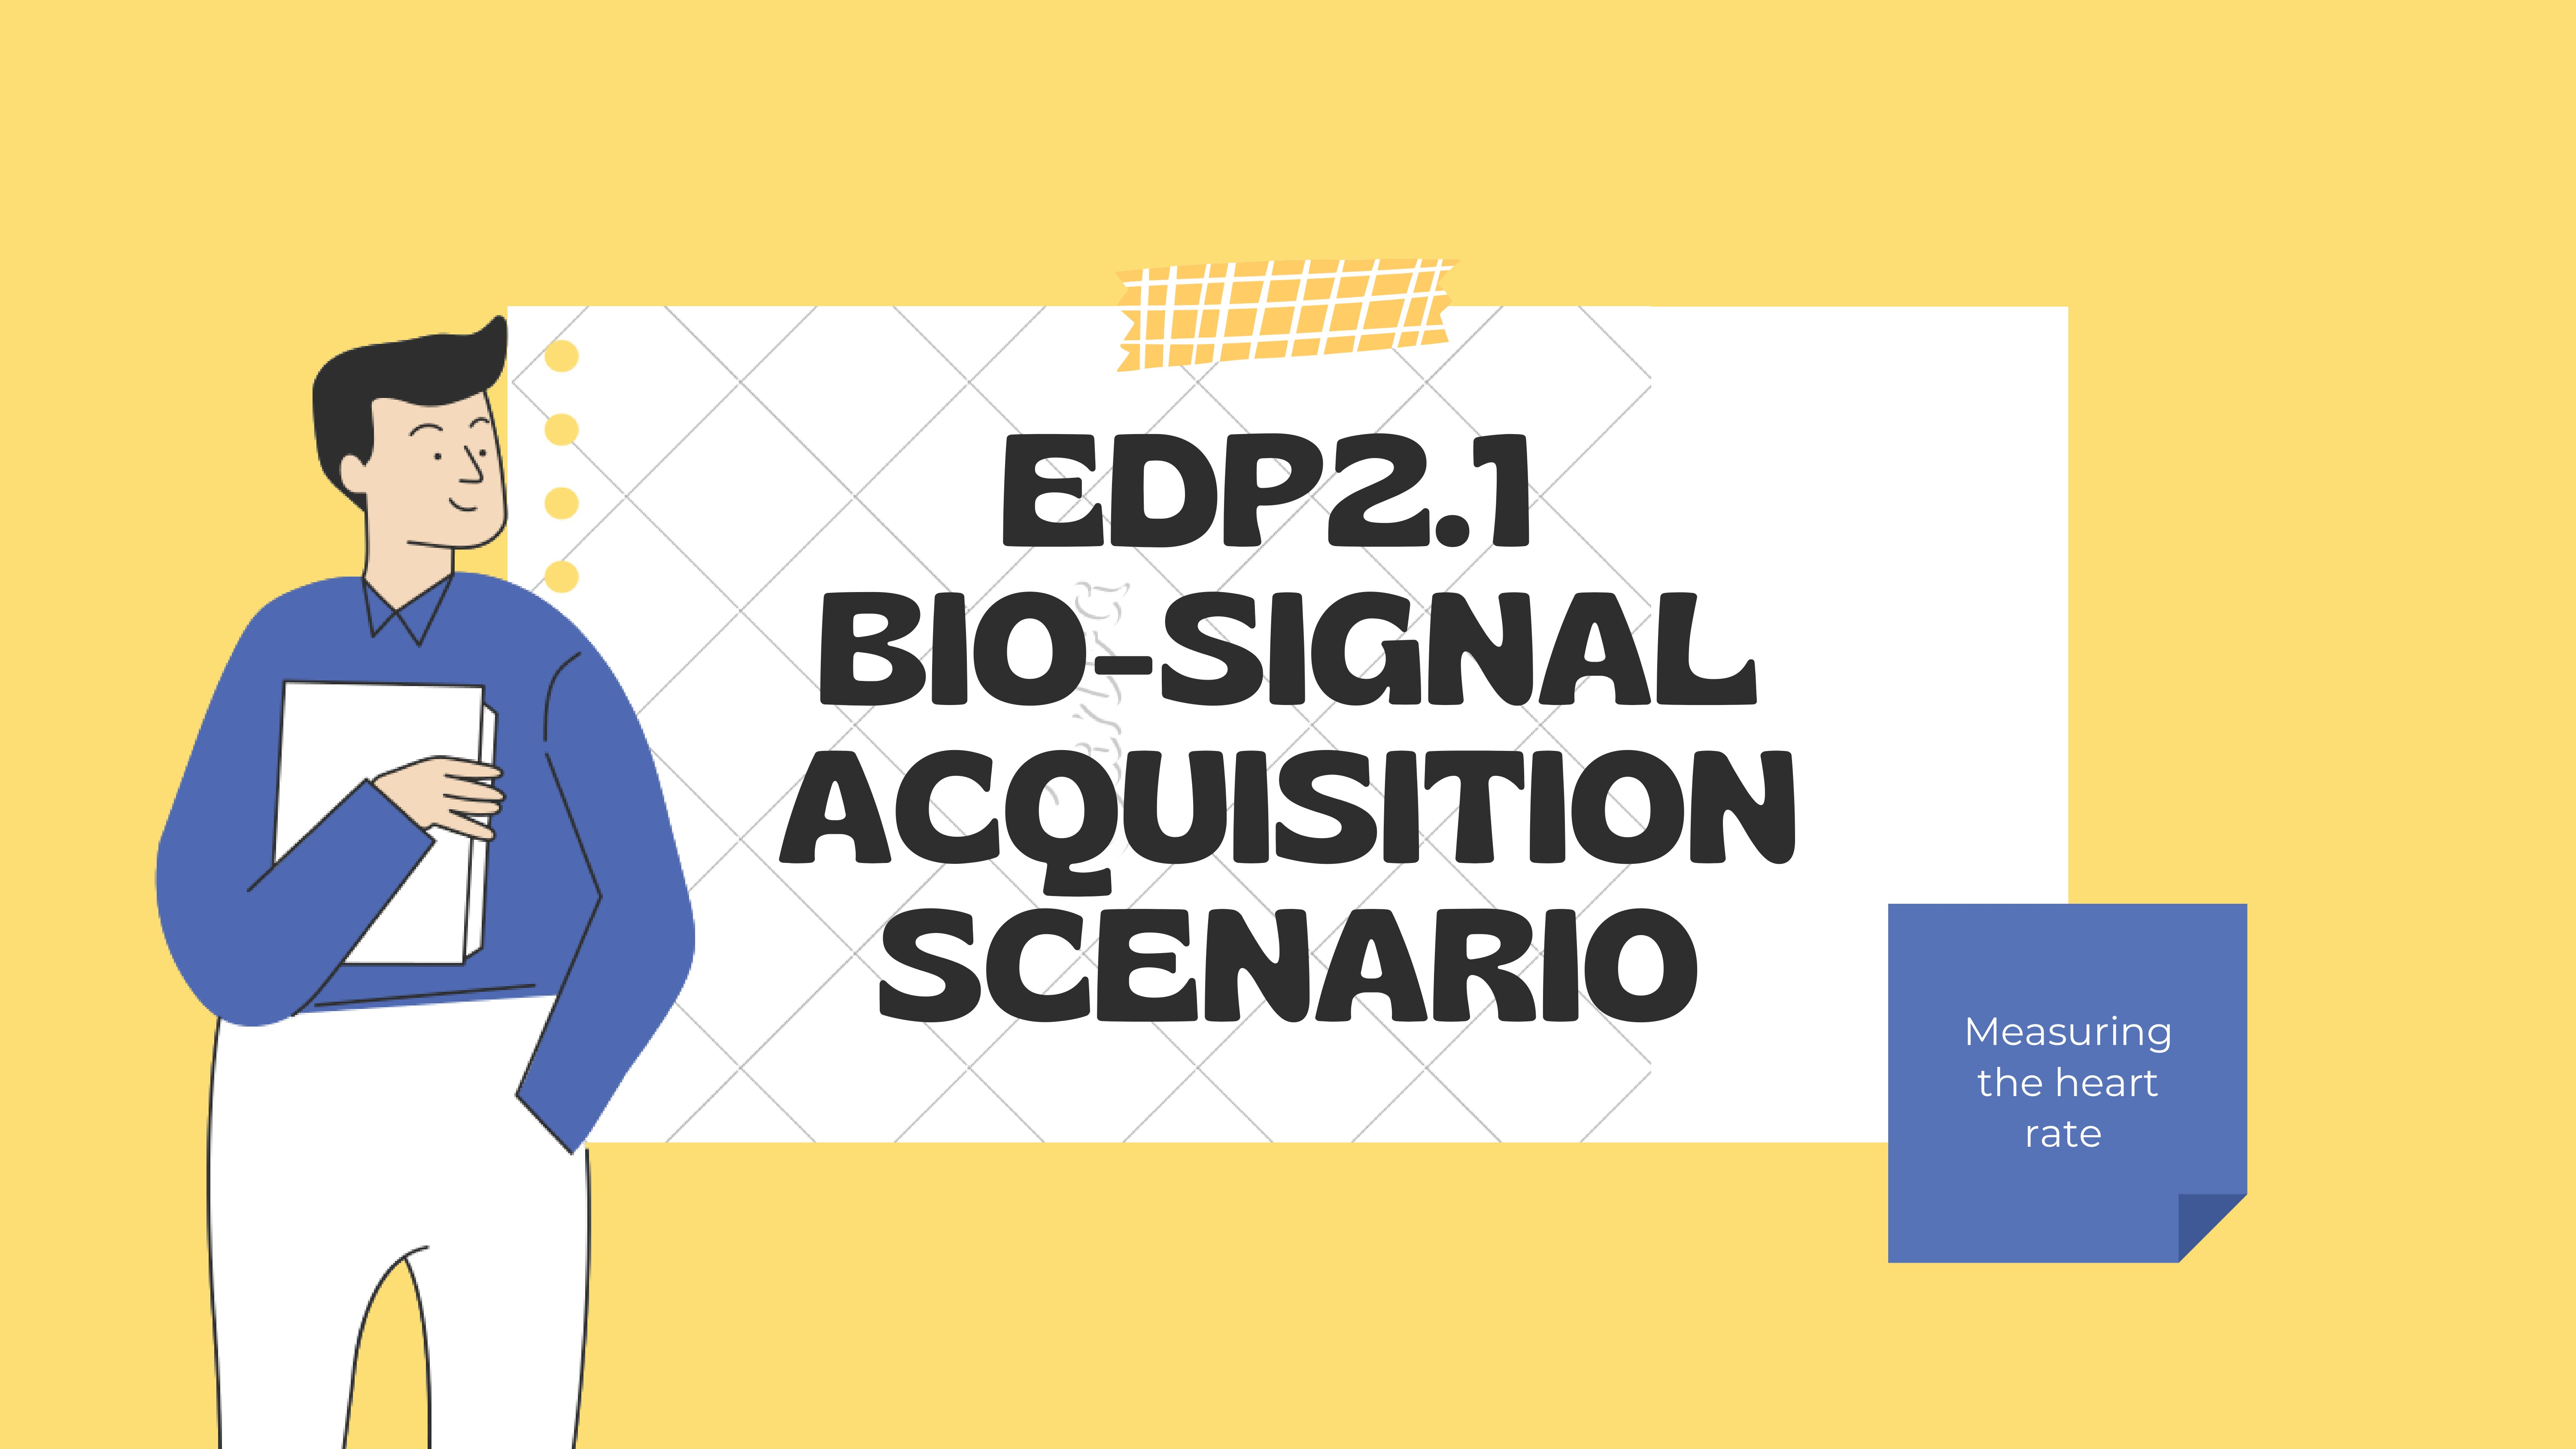 EDP2.1
BIO-SIGNAL
ACQUISITION
SCENARIO
Measuring
the heart
rate